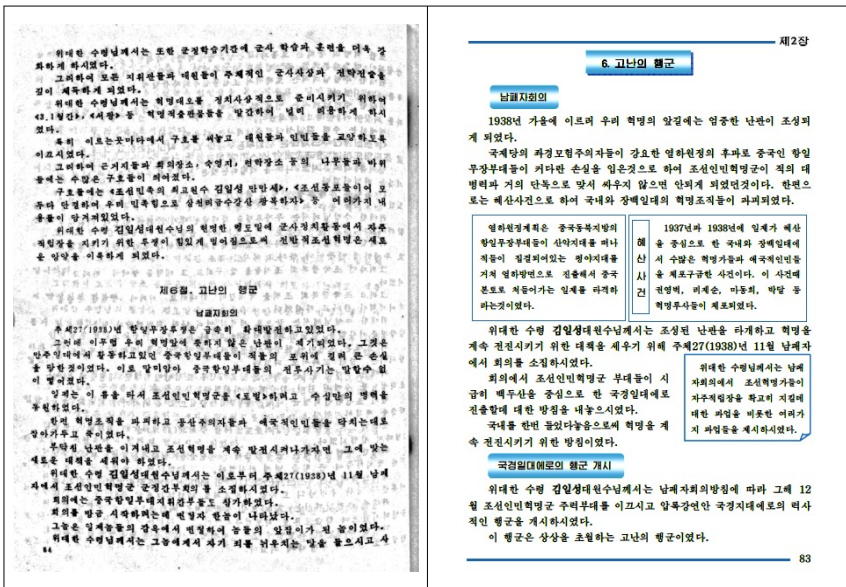 위대한 수령님께서는 또한 군정학습기간에 군사 학습과 훈련을 더욱 강
화하게 하시였다.
그리하여 모든 지휘관들과 대원들이 주체적인 군사사상과 전략전술을
깊이 체득하게 되였다.
위대한 수령님께서는 혁명대오를 정치사상적으로 준비시키기 위하여
《3.1월간》, 《서광》 등 혁명적출판물들을 발간하여 널리 리용하게 하시
였다.
특히 이르는곳마다에서 구호를 써놓고 대원들과 인민들을 교양하도록
이끄시였다.
그리하여 근거지들과 회의장소, 숙영지, 전략장소 등의 나무들과 바위
들에는 수많은 구호들이 씌여졌다.
구호들에는 《조선민족의 최고원수 김일성 만만세》, 《조선동포들이여 모
두다 단결하여 우리 민족힘으로 삼천리금수강산 광복하자》 등 여러가지 내
용들이 담겨져있었다.
위대한 수령님의 현명한 령도밑에 군사정치활동에서 자주
적립장을 지키기 위한 투쟁이 힘있게 벌어짐으로써 전반적조선혁명은 새로
운 앙양을 이룩하게 되였다.
제6절. 고난의 행군
남패자회의
주체27(1938)년 항일무장투쟁은 급속히 확대발전하고있었다.
그런데 이무렵 우리 혁명앞에 뜻하지 않은 난관이 제기되였다. 그것은
만주일대에서 활동하고있던 중국항일부대들이 적들의 포위에 걸려 큰 손실
을 당한것이였다. 이로 말미암아 중국항일부대들의 전투사기는 말할수 없
이 떨어졌다.
일제는 이 틈을 타서 조선인민혁명군을 《토벌》하려고 수십만의 병력을
동원하였다.
한편 혁명조직을 파괴하고 공산주의자들과 애국적인민들을 닥치는대로
잡아가두고 죽이였다.
부닥친 난관을 이겨내고 조선혁명을 계속 발전시켜나가자면 그에 맞는
새로운 대책을 세워야 하였다.
위대한 수령 김일성대원수님께서는 이로부터 주체27(1938)년 11월 남패
자에서 조선인민혁명군 군정간부회의를 소집하시였다.
회의에는 중국항일부대지휘간부들도 참가하였다.
회의를 방금 시작하려는데 변절자 한놈이 나타났다.
그놈은 일제놈들의 감옥에서 변절하여 놈들의 앞잡이가 된 놈이였다.
위대한 수령님께서는 그놈에게서 자기 죄를 뉘우치는 말을 들으시고 사
84
제2장
6. 고난의 행군
남패자회의
1938년 가을에 이르러 우리 혁명의 앞길에는 엄중한 난관이 조성되
게 되였다.
국제당의 좌경모험주의자들이 강요한 열하원정의 후과로 중국인 항일
무장부대들이 커다란 손실을 입은것으로 하여 조선인민혁명군이 적의 대
병력과 거의 단독으로 맞서 싸우지 않으면 안되게 되였던것이다. 한편으
로는 혜산사건으로 하여 국내와 장백일대의 혁명조직들이 파괴되였다.
열하원정계획은 중국동북지방의
항일무장부대들이 산악지대를 떠나
적들이 집결되여있는 평야지대를
거쳐 열하방면으로 진출해서 중국
본토로 쳐들어가는 일제를 타격하
라는것이였다.
혜산사건
1937년과 1938년에 일제가 혜산
을 중심으로 한 국내와 장백일대에
서 수많은 혁명가들과 애국적인민들
을 체포구금한 사건이다. 이 사건때
권영벽, 리제순, 마동희, 박달 등
혁명투사들이 체포되였다.
위대한 수령 김일성대원수님께서는 조성된 난관을 타개하고 혁명을
계속 전진시키기 위한 대책을 세우기 위해 주체27(1938)년 11월 남패자
에서 회의를 소집하시였다.
회의에서 조선인민혁명군 부대들이 시
급히 백두산을 중심으로 한 국경일대에로
진출할데 대한 방침을 내놓으시였다.
국내를 한번 들었다놓음으로써 혁명을 계
속 전진시키기 위한 방침이였다.
위대한 수령님께서는 남패
자회의에서 조선혁명가들이
자주적립장을 확고히 지킬데
대한 파업을 비롯한 여러가
지 과업들을 제시하시였다.
국경일대에로의 행군 개시
위대한 수령 김일성대원수님께서는 남패자회의방침에 따라 그해 12
월 조선인민혁명군 주력부대를 이끄시고 압록강연안 국경지대에로의 력사
적인 행군을 개시하시였다.
이 행군은 상상을 초월하는 고난의 행군이였다.
83